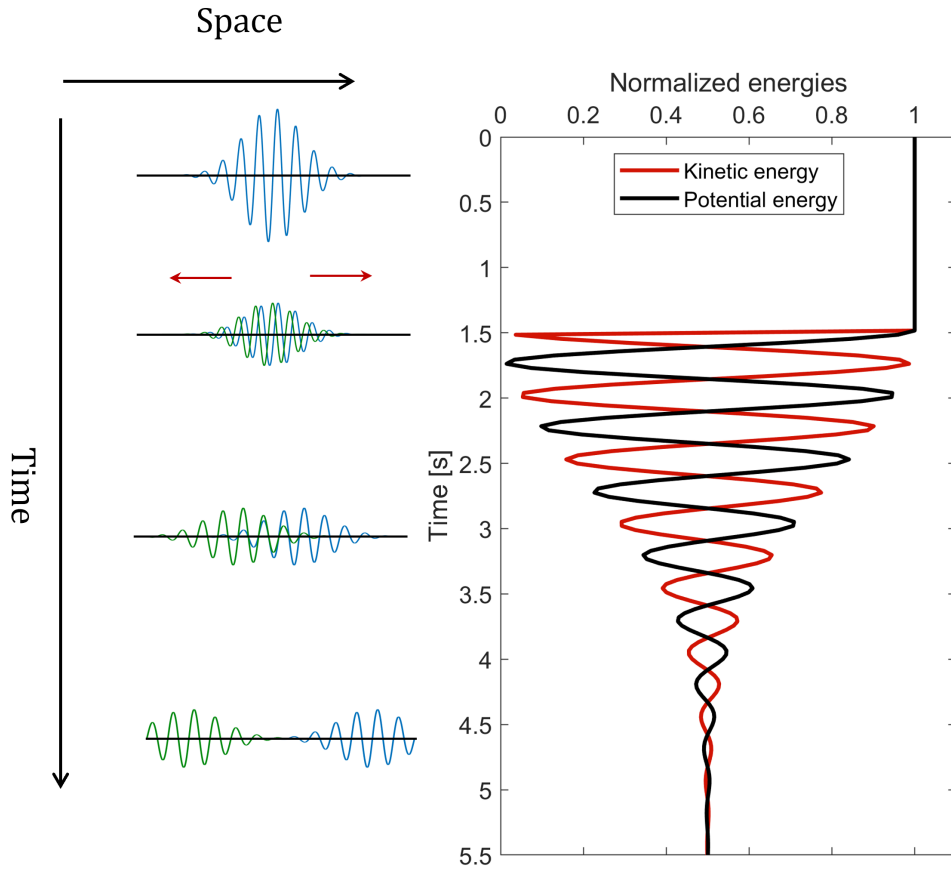 Space
Time
Normalized energies
0 0.2 0.4 0.6 0.8 1
Time [s]
0
0.5
1
1.5
2
2.5
3
3.5
4
4.5
5
5.5
Kinetic energy
Potential energy